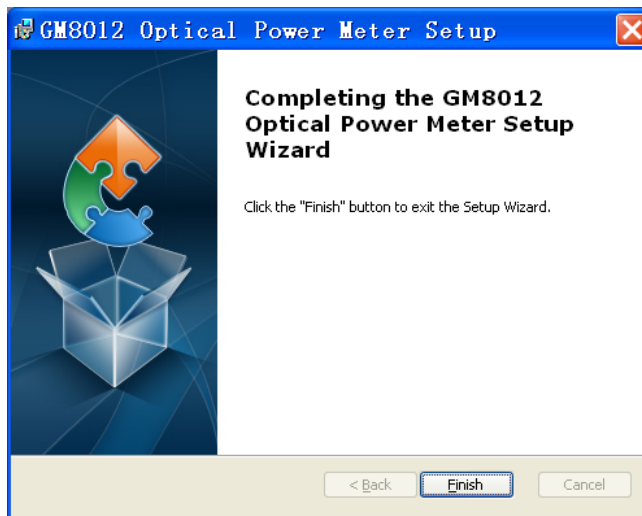 GM8012 Optical Power Meter Setup
Completing the GM8012
Optical Power Meter Setup
Wizard
Click the "Finish" button to exit the Setup Wizard.
< Back Finish Cancel